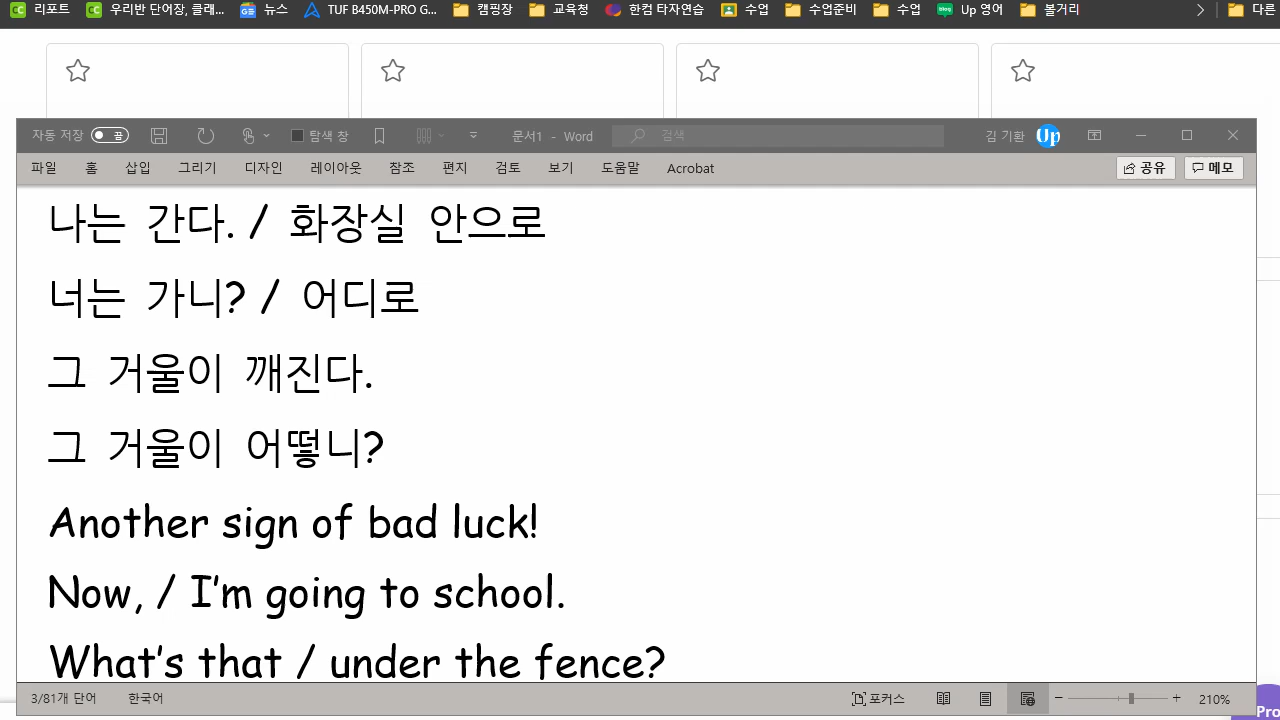 리포트 우리반 단어장, 클래... 뉴스 TUF B450M-PRO G... 캠핑장 교육청 한컴 타자연습 수업 수업준비 수업 Up 영어 볼거리 다른
자동 저장 끔 탐색 창 문서1 - Word 검색 김 기환 Up
파일 홈 삽입 그리기 디자인 레이아웃 참조 편지 검토 보기 도움말 Acrobat 공유 메모
나는 간다. / 화장실 안으로
너는 가니? / 어디로
그 거울이 깨진다.
그 거울이 어떻니?
Another sign of bad luck!
Now, / I'm going to school.
What's that / under the fence?
3/81개 단어 한국어 포커스 210%
Pro